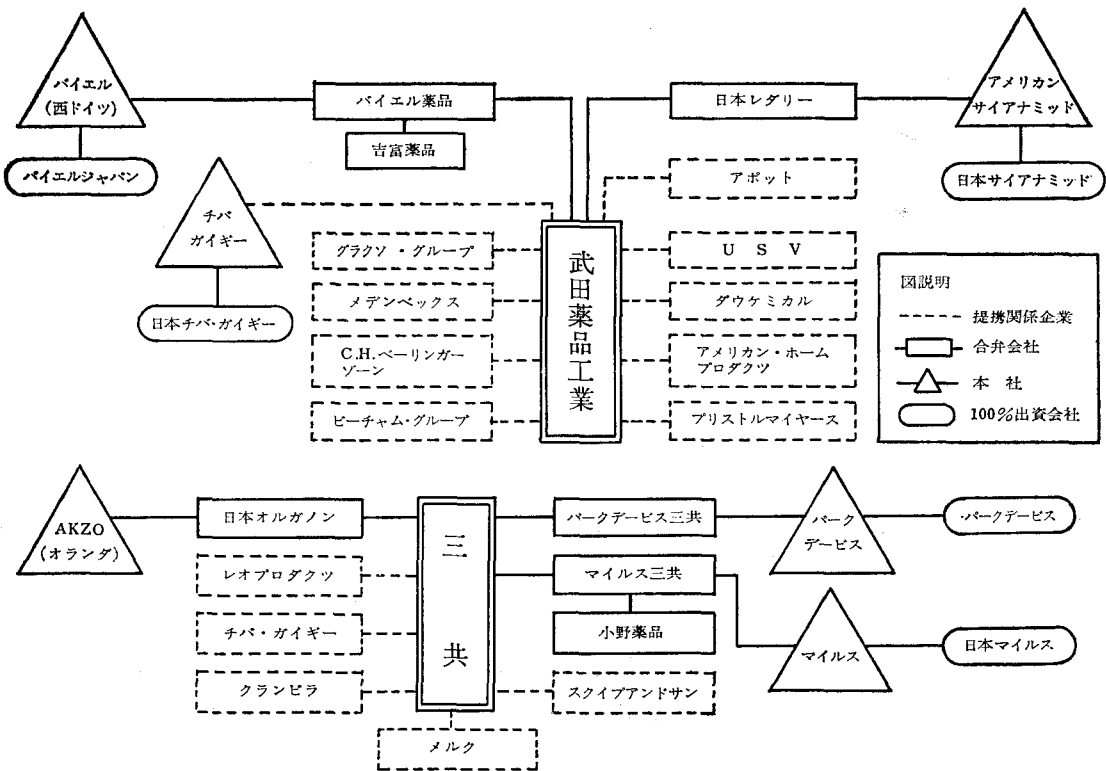 バイエル
(西ドイツ)
バイエル薬品
日本レダリー
アメリカン
サイアナミッド
吉富薬品
バイエルジャパン
アボット
日本サイアナミッド
チバ
ガイギー
グラクソ・グループ
武田薬品工業
U S V
図説明
メデンベックス
ダウケミカル
提携関係企業
日本チバ・ガイギー
合弁会社
C.H.ベーリンガー
ゾーン
アメリカン・ホーム
プロダクツ
本 社
ビーチャム・グループ
ブリストルマイヤース
100%出資会社
AKZO
(オランダ)
日本オルガノン
三共
パークデービス三共
パーク
デービス
パークデービス
レオプロダクツ
マイルス三共
チバ・ガイギー
小野薬品
マイルス
日本マイルス
クランビラ
スクイブアンドサン
メルク